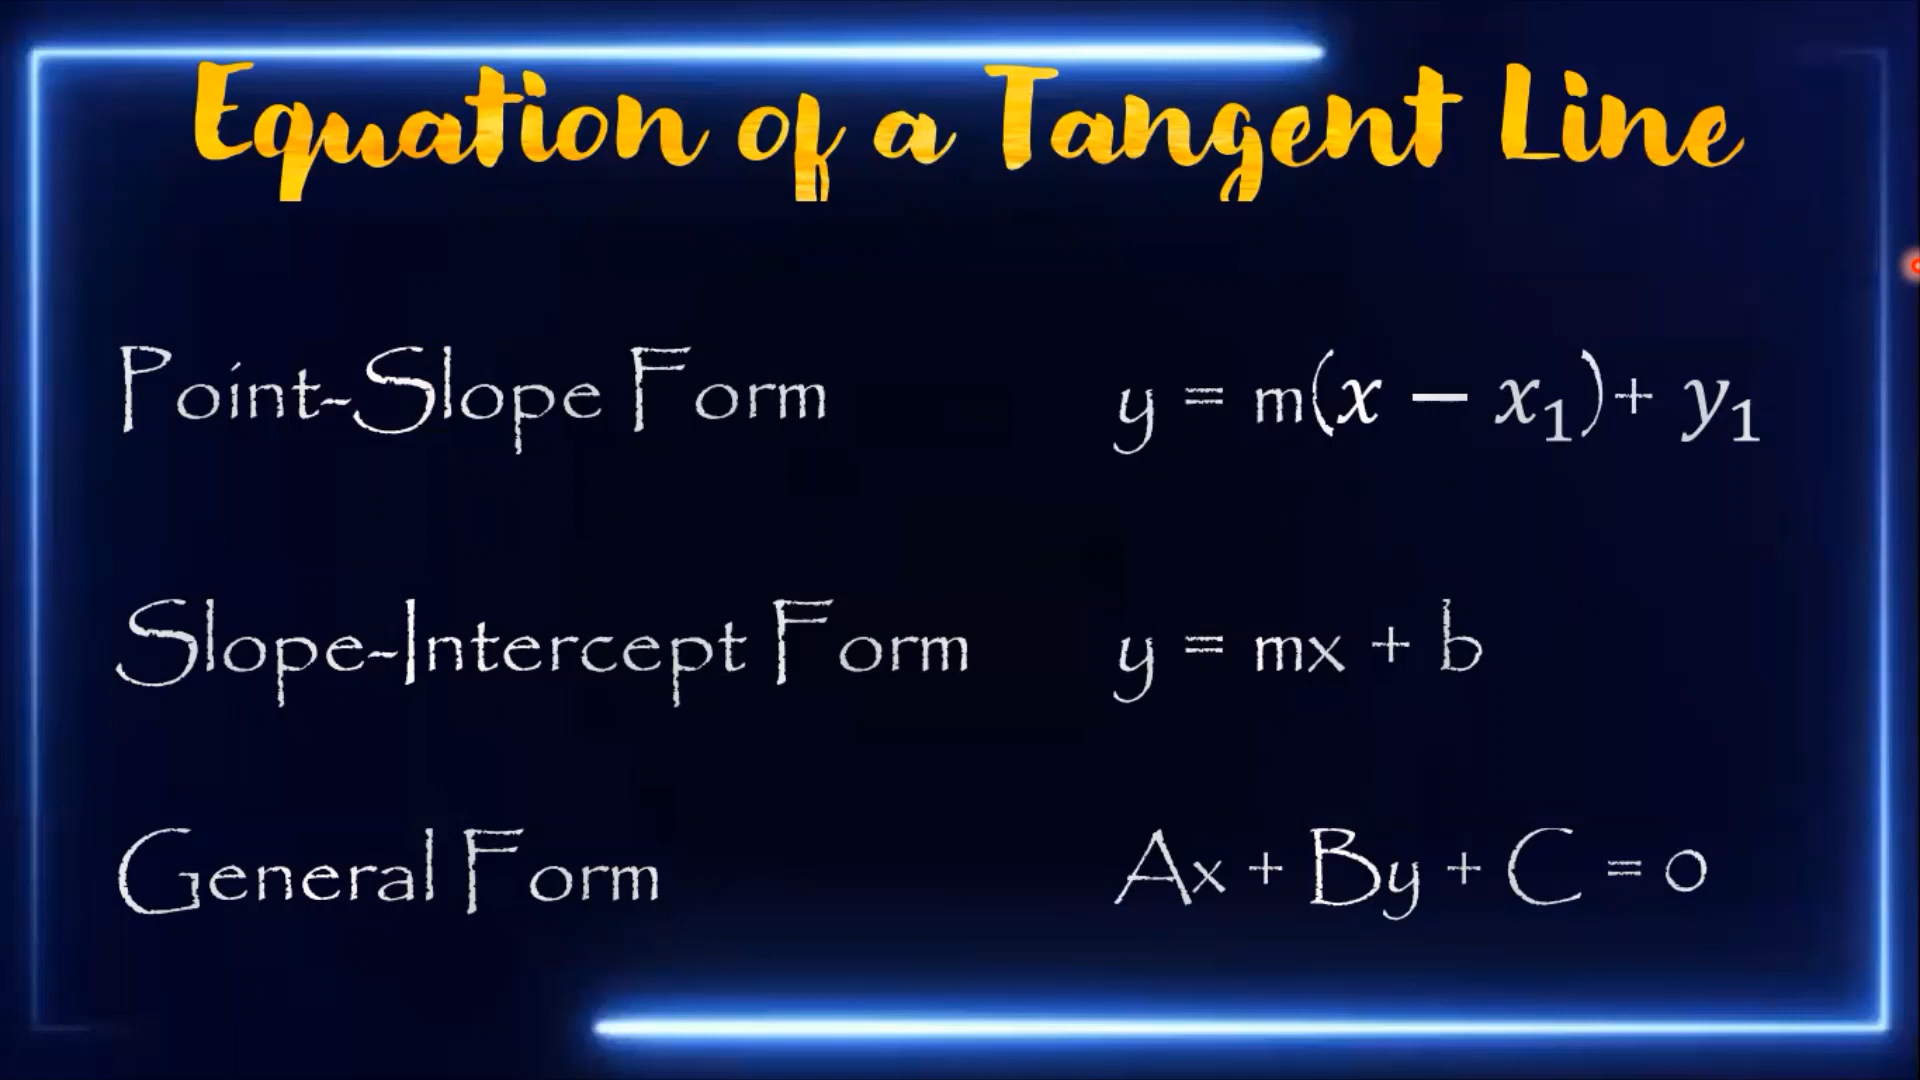 Equation of a Tangent Line
Point-Slope Form y = m(x − x₁)+ y₁
Slope-Intercept Form y = mx + b
General Form Ax + By + C = 0